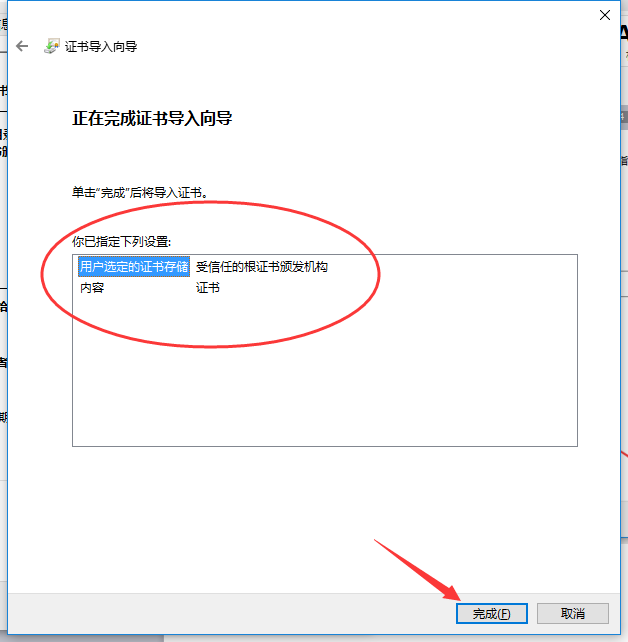 证书导入向导
正在完成证书导入向导
单击“完成”后将导入证书。
你已指定下列设置:
用户选定的证书存储 受信任的根证书颁发机构
内容 证书
完成(F) 取消